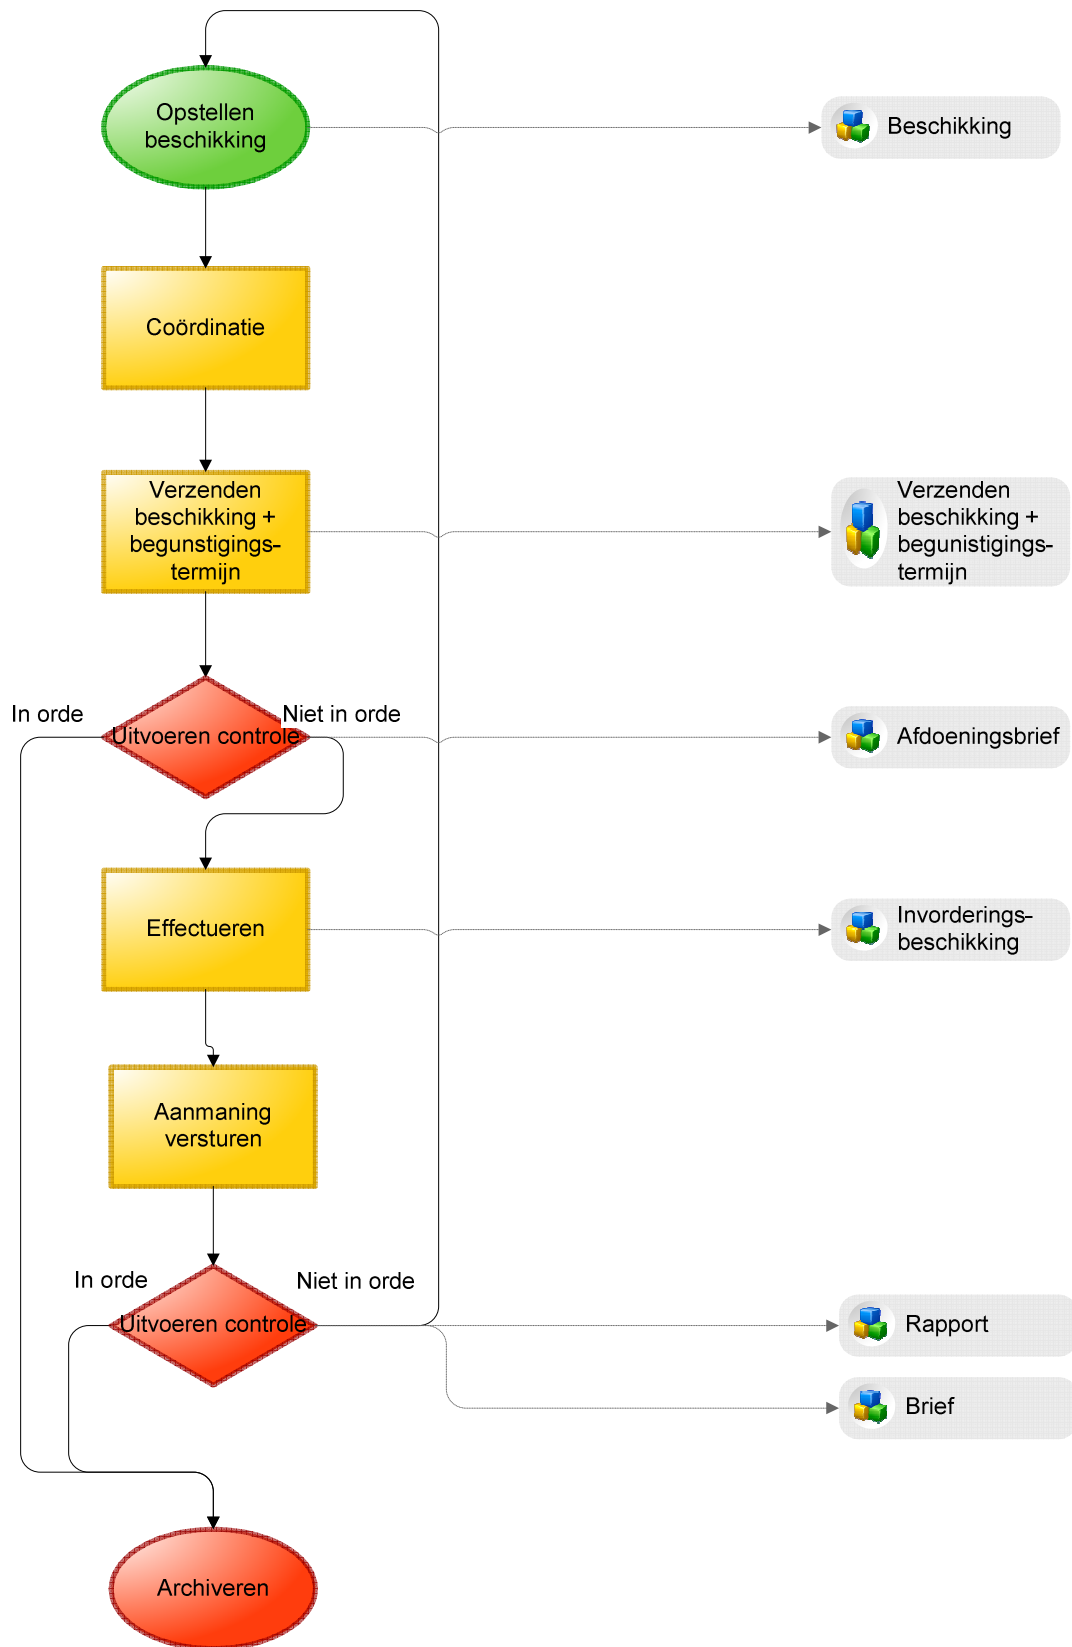 Opstellen
beschikking
Beschikking
Coördinatie
Verzenden
beschikking +
begunstigings-
termijn
Verzenden
beschikking +
begunistigings-
termijn
In orde
Niet in orde
Uitvoeren controle
Afdoeningsbrief
Effectueren
Invorderings-
beschikking
Aanmaning
versturen
In orde
Niet in orde
Uitvoeren controle
Rapport
Brief
Archiveren